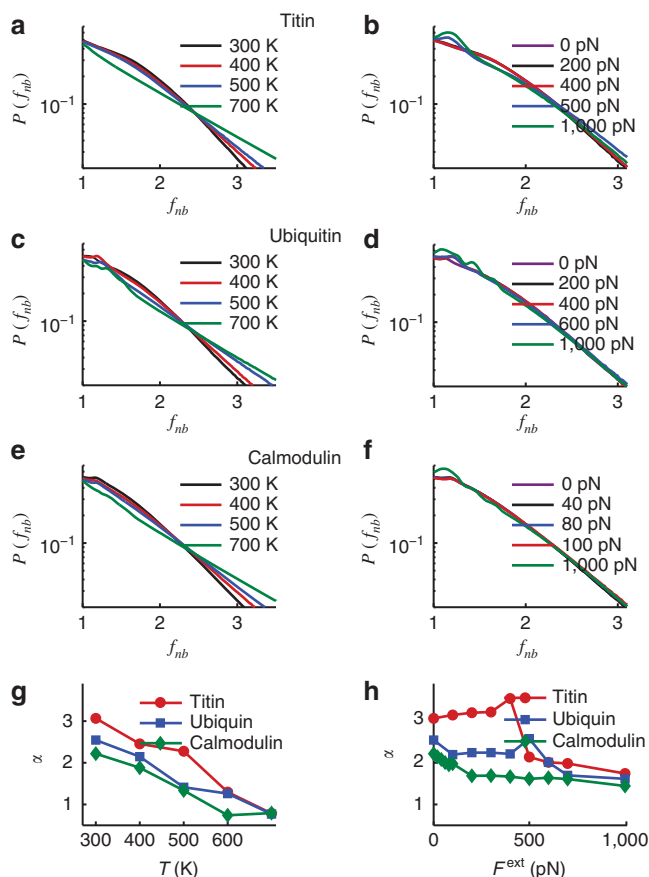 a Titin
300 K
400 K
500 K
700 K
P (f_nb)
10⁻¹
1 2 3
f_nb
b
0 pN
200 pN
400 pN
500 pN
1,000 pN
P (f_nb)
10⁻¹
1 2 3
f_nb
c Ubiquitin
300 K
400 K
500 K
700 K
P (f_nb)
10⁻¹
1 2 3
f_nb
d
0 pN
200 pN
400 pN
600 pN
1,000 pN
P (f_nb)
10⁻¹
1 2 3
f_nb
e Calmodulin
300 K
400 K
500 K
700 K
P (f_nb)
10⁻¹
1 2 3
f_nb
f
0 pN
40 pN
80 pN
100 pN
1,000 pN
P (f_nb)
10⁻¹
1 2 3
f_nb
g
Titin
Ubiquin
Calmodulin
α
3
2
1
300 400 500 600
T (K)
h
Titin
Ubiquin
Calmodulin
α
3
2
1
0 500 1,000
F^ext (pN)